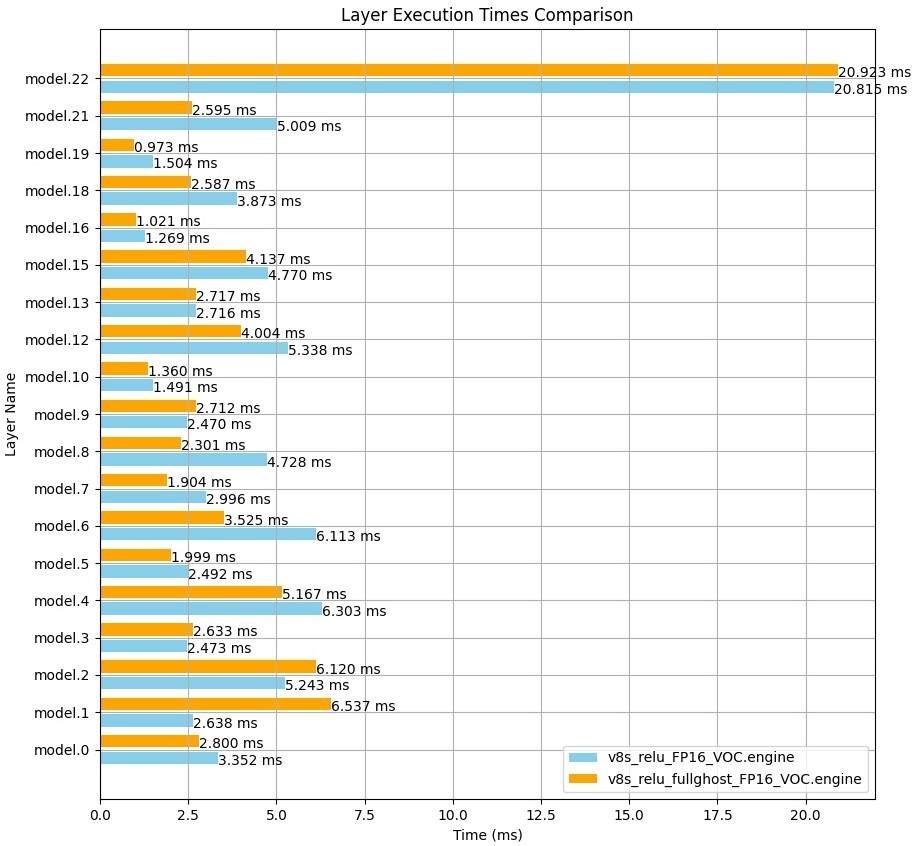 Layer Execution Times Comparison
model.22
20.923 ms
20.815 ms
model.21
2.595 ms
5.009 ms
model.19
0.973 ms
1.504 ms
model.18
2.587 ms
3.873 ms
model.16
1.021 ms
1.269 ms
model.15
4.137 ms
4.770 ms
model.13
2.717 ms
2.716 ms
model.12
4.004 ms
5.338 ms
model.10
1.360 ms
1.491 ms
model.9
2.712 ms
2.470 ms
model.8
2.301 ms
4.728 ms
model.7
1.904 ms
2.996 ms
model.6
3.525 ms
6.113 ms
model.5
1.999 ms
2.492 ms
model.4
5.167 ms
6.303 ms
model.3
2.633 ms
2.473 ms
model.2
6.120 ms
5.243 ms
model.1
6.537 ms
2.638 ms
model.0
2.800 ms
3.352 ms
Layer Name
v8s_relu_FP16_VOC.engine
v8s_relu_fullghost_FP16_VOC.engine
0.0 2.5 5.0 7.5 10.0 12.5 15.0 17.5 20.0
Time (ms)